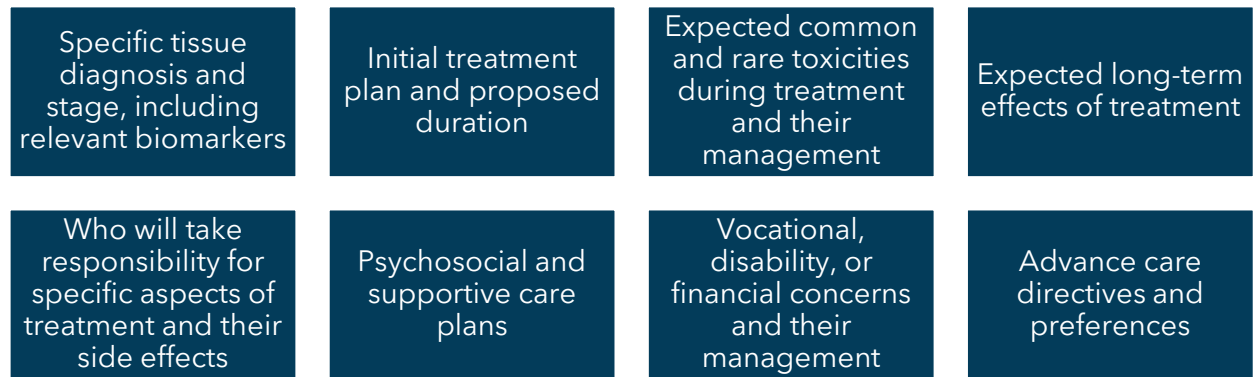 Specific tissue
diagnosis and
stage, including
relevant biomarkers
Initial treatment
plan and proposed
duration
Expected common
and rare toxicities
during treatment
and their
management
Expected long-term
effects of treatment
Who will take
responsibility for
specific aspects of
treatment and their
side effects
Psychosocial and
supportive care
plans
Vocational,
disability, or
financial concerns
and their
management
Advance care
directives and
preferences